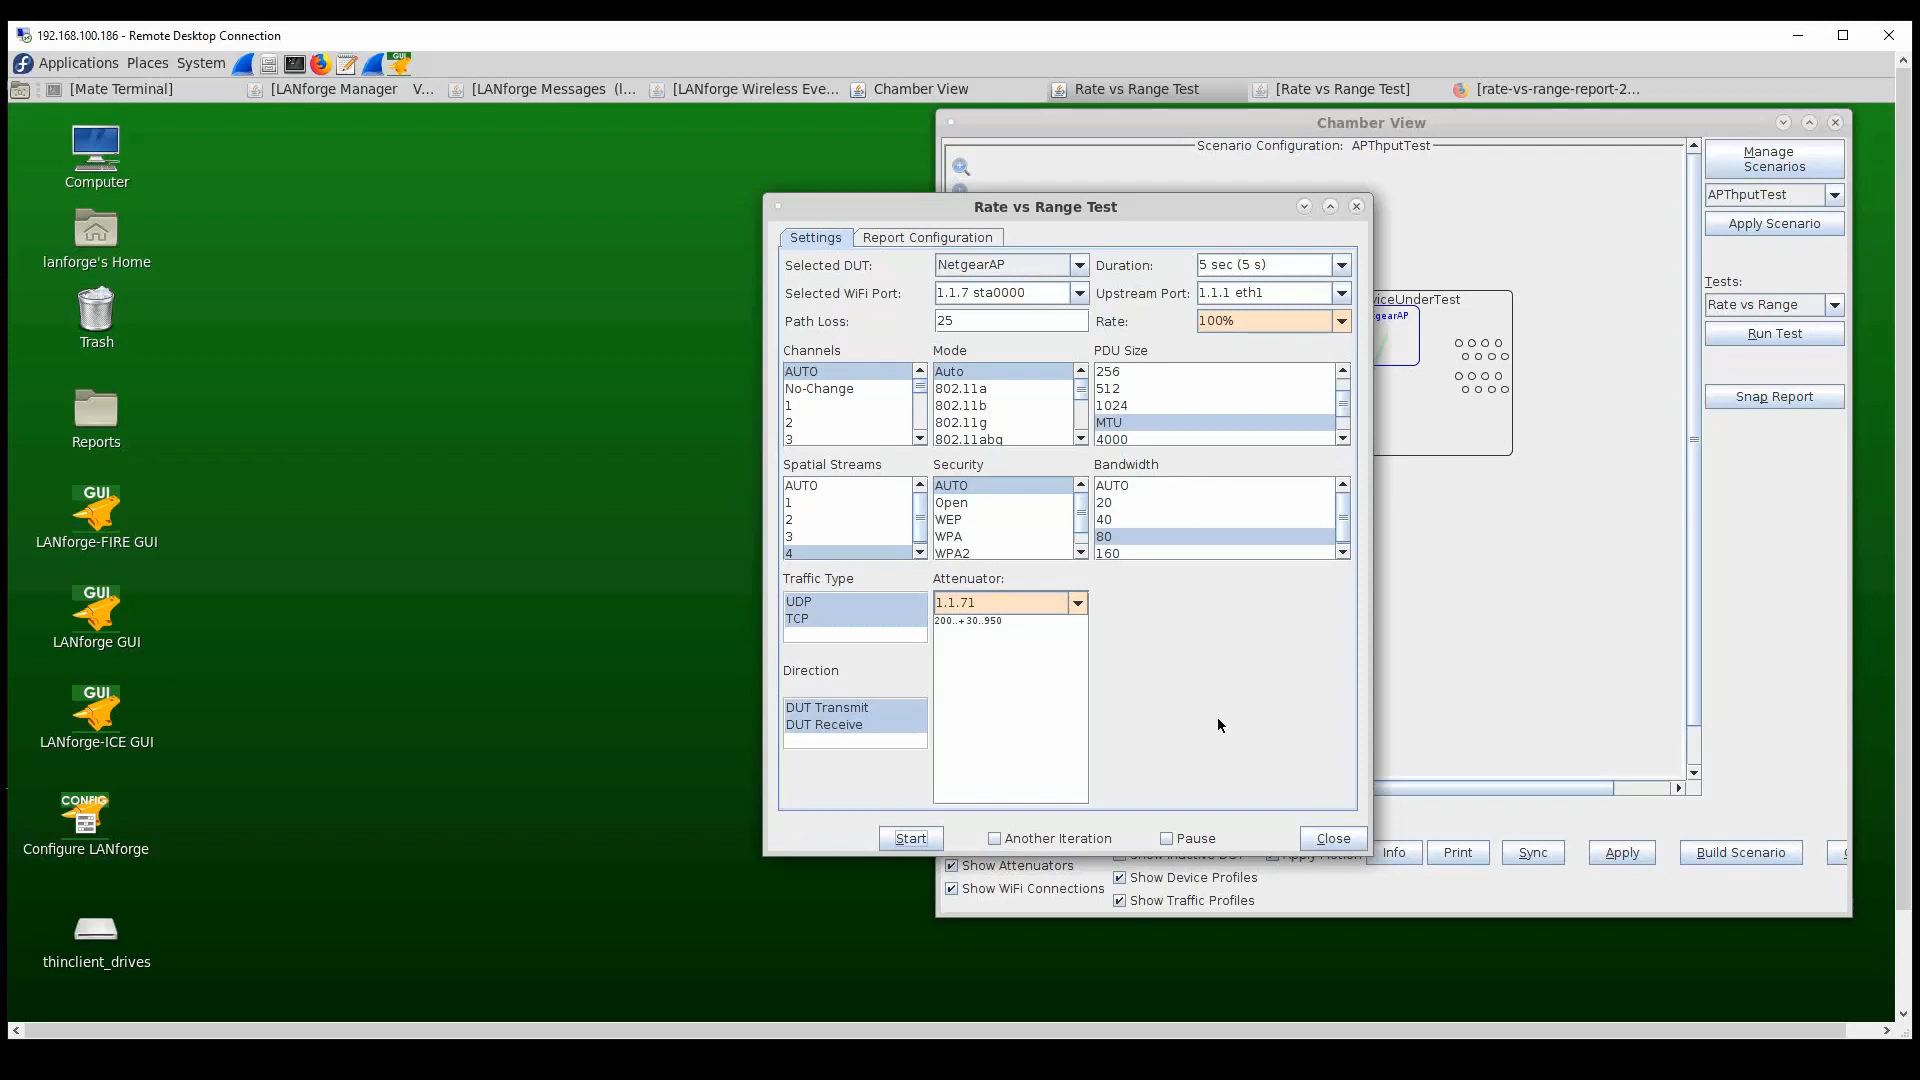 192.168.100.186 - Remote Desktop Connection
Applications Places System GUI
[Mate Terminal] [LANforge Manager V... [LANforge Messages (l... [LANforge Wireless Eve... Chamber View Rate vs Range Test [Rate vs Range Test] [rate-vs-range-report-2...
Computer
lanforge's Home
Trash
Reports
GUI
LANforge-FIRE GUI
GUI
LANforge GUI
GUI
LANforge-ICE GUI
CONFIG
Configure LANforge
thinclient_drives
Chamber View
Scenario Configuration: APThputTest
Manage
Scenarios
APThputTest
Apply Scenario
Tests:
Rate vs Range
Run Test
Snap Report
viceUnderTest
tgearAP
Rate vs Range Test
Settings Report Configuration
Selected DUT: NetgearAP Duration: 5 sec (5 s)
Selected WiFi Port: 1.1.7 sta0000 Upstream Port: 1.1.1 eth1
Path Loss: 25 Rate: 100%
Channels
AUTO
No-Change
1
2
3
Mode
Auto
802.11a
802.11b
802.11g
802.11abg
PDU Size
256
512
1024
MTU
4000
Spatial Streams
AUTO
1
2
3
4
Security
AUTO
Open
WEP
WPA
WPA2
Bandwidth
AUTO
20
40
80
160
Traffic Type
UDP
TCP
Attenuator:
1.1.71
200..+30..950
Direction
DUT Transmit
DUT Receive
Start Another Iteration Pause Close
Info Print Sync Apply Build Scenario
Show Attenuators
Show WiFi Connections
Show Device Profiles
Show Traffic Profiles